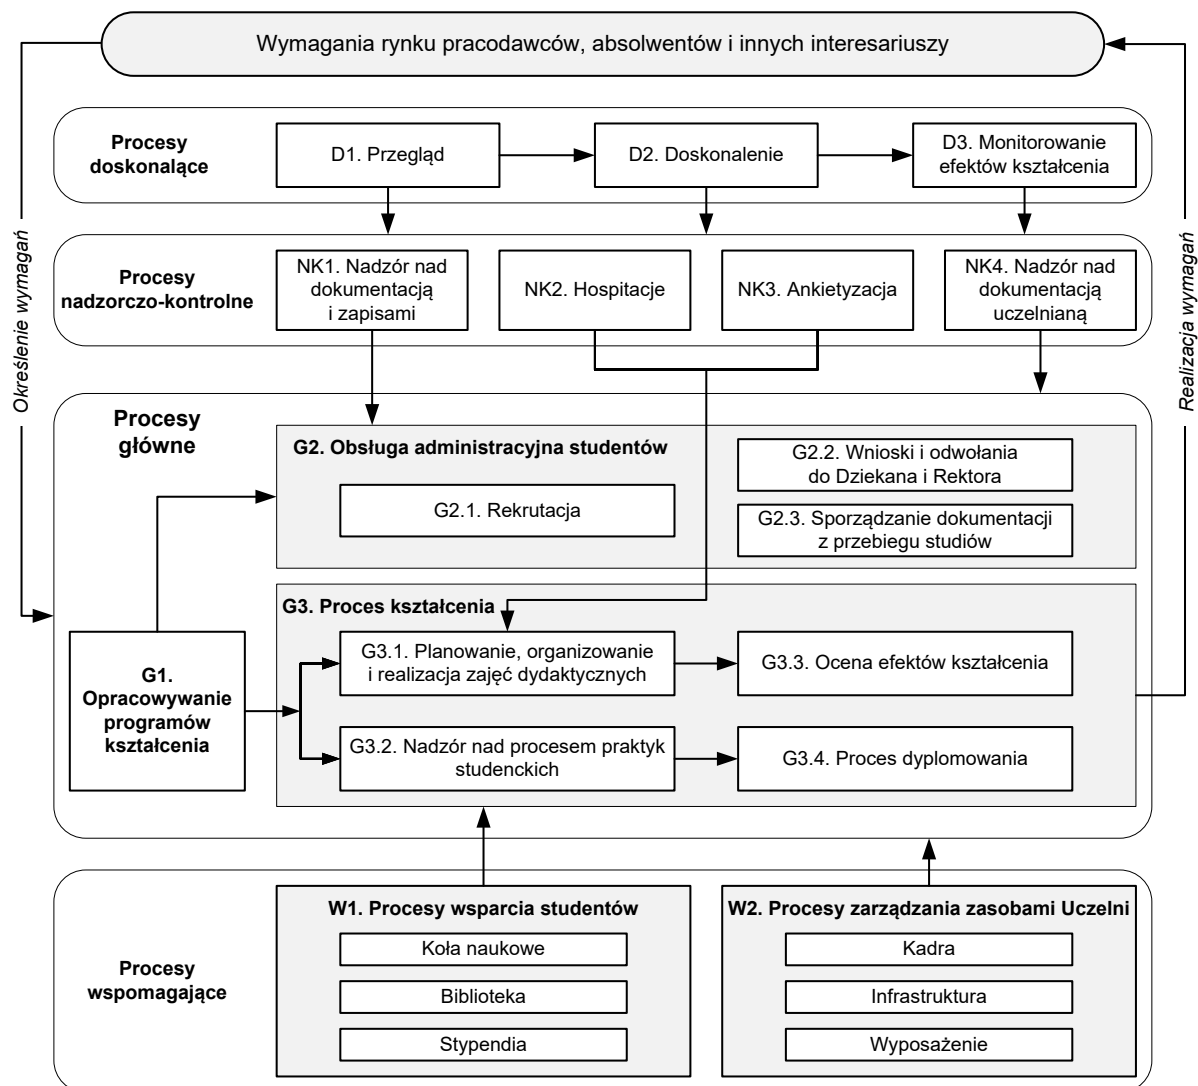 Wymagania rynku pracodawców, absolwentów i innych interesariuszy
Określenie wymagań
Realizacja wymagań
Procesy
doskonalące
D1. Przegląd
D2. Doskonalenie
D3. Monitorowanie
efektów kształcenia
Procesy
nadzorczo-kontrolne
NK1. Nadzór nad
dokumentacją
i zapisami
NK2. Hospitacje
NK3. Ankietyzacja
NK4. Nadzór nad
dokumentacją
uczelnianą
Procesy
główne
G2. Obsługa administracyjna studentów
G2.1. Rekrutacja
G2.2. Wnioski i odwołania
do Dziekana i Rektora
G2.3. Sporządzanie dokumentacji
z przebiegu studiów
G1.
Opracowywanie
programów
kształcenia
G3. Proces kształcenia
G3.1. Planowanie, organizowanie
i realizacja zajęć dydaktycznych
G3.3. Ocena efektów kształcenia
G3.2. Nadzór nad procesem praktyk
studenckich
G3.4. Proces dyplomowania
Procesy
wspomagające
W1. Procesy wsparcia studentów
Koła naukowe
Biblioteka
Stypendia
W2. Procesy zarządzania zasobami Uczelni
Kadra
Infrastruktura
Wyposażenie